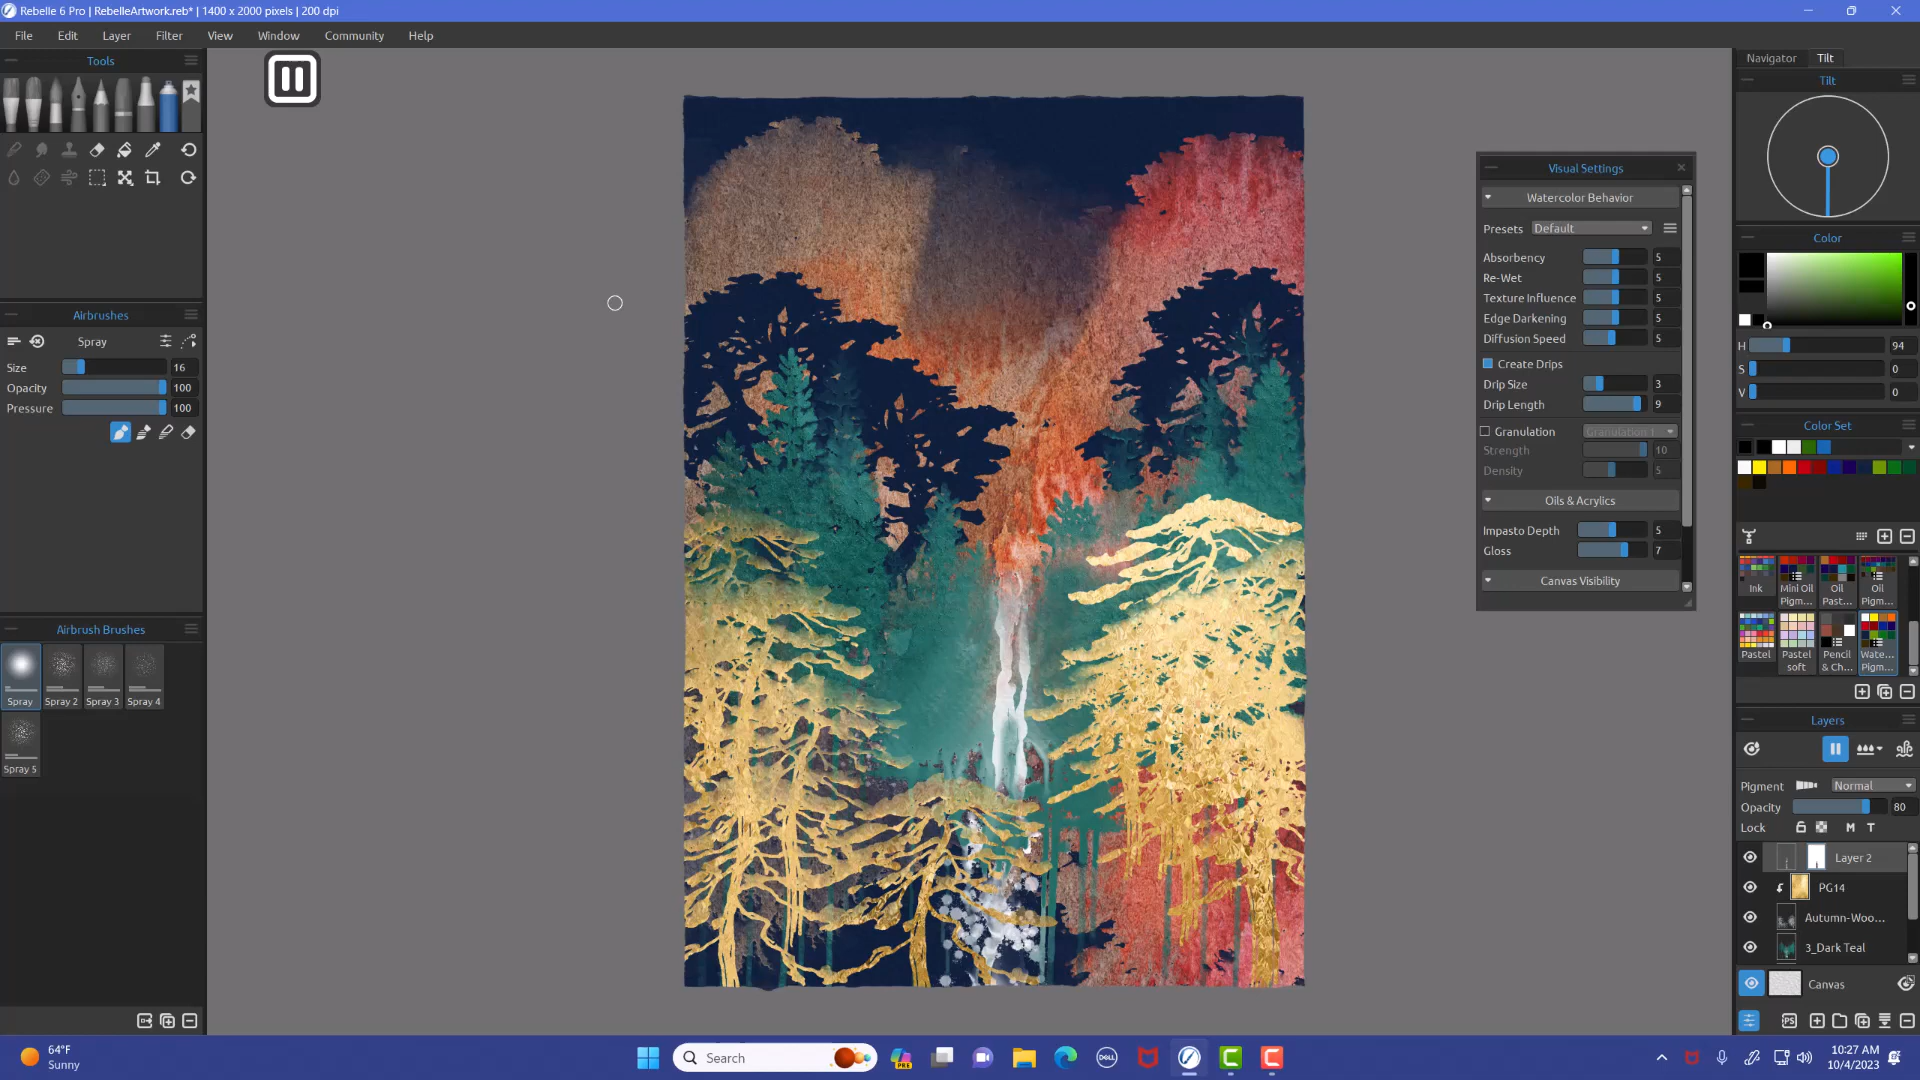 Rebelle 6 Pro | RebelleArtwork.reb* | 1400 x 2000 pixels | 200 dpi
File Edit Layer Filter View Window Community Help
Tools
Airbrushes
Spray
Size 16
Opacity 100
Pressure 100
Airbrush Brushes
Spray Spray 2 Spray 3 Spray 4
Spray 5
Visual Settings
Watercolor Behavior
Presets Default
Absorbency 5
Re-Wet 5
Texture Influence 5
Edge Darkening 5
Diffusion Speed 5
Create Drips
Drip Size 3
Drip Length 9
Granulation Granulation 1
Strength 10
Density 5
Oils & Acrylics
Impasto Depth 5
Gloss 7
Canvas Visibility
Navigator Tilt
Tilt
Color
H 94
S 0
V 0
Color Set
Ink Mini Oil Pigm... Oil Past... Oil Pigm...
Pastel Pastel soft Pencil & Ch... Wate... Pigm...
Layers
Pigment Normal
Opacity 80
Lock M T
Layer 2
PG14
Autumn-Woo...
3_Dark Teal
Canvas
PS
64°F
Sunny
Search
PRE
DELL
10:27 AM
10/4/2023